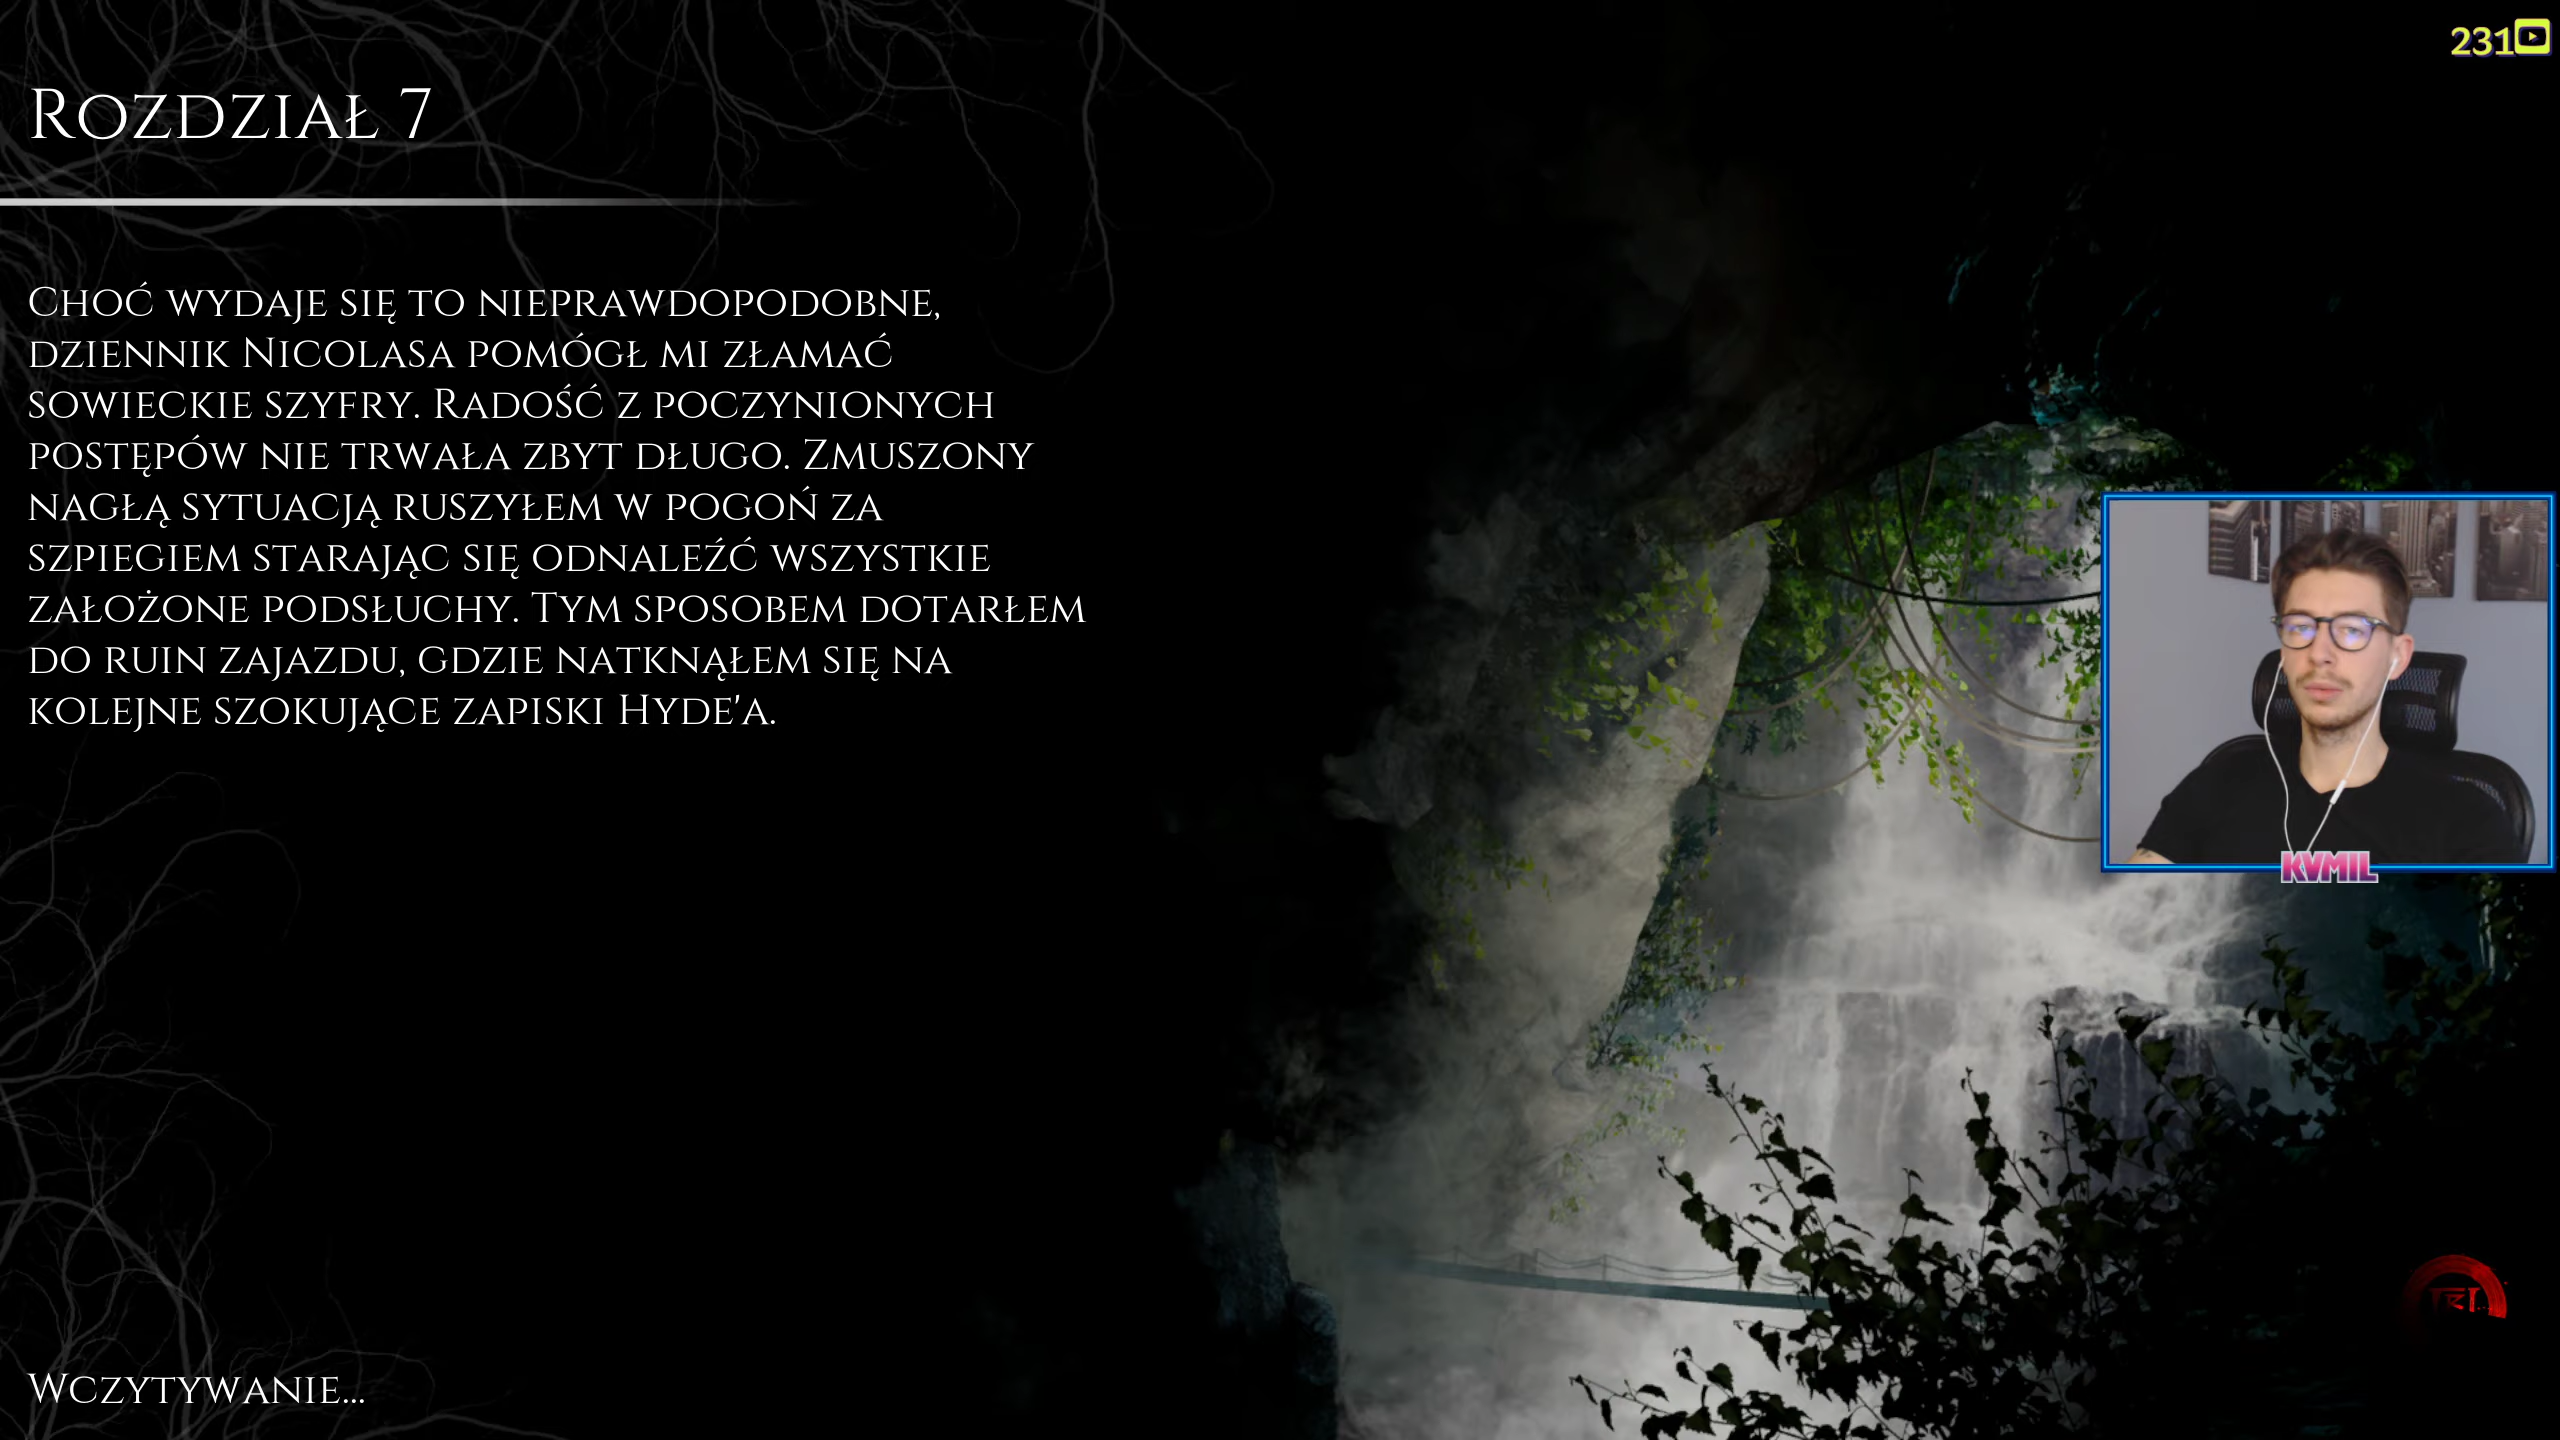 231
Rozdział 7
Choć wydaje się to nieprawdopodobne,
dziennik Nicolasa pomógł mi złamać
sowieckie szyfry. Radość z poczynionych
postępów nie trwała zbyt długo. Zmuszony
nagłą sytuacją ruszyłem w pogoń za
szpiegiem starając się odnaleźć wszystkie
założone podsłuchy. Tym sposobem dotarłem
do ruin zajazdu, gdzie natknąłem się na
kolejne szokujące zapiski Hyde'a.
KVMIL
Wczytywanie...